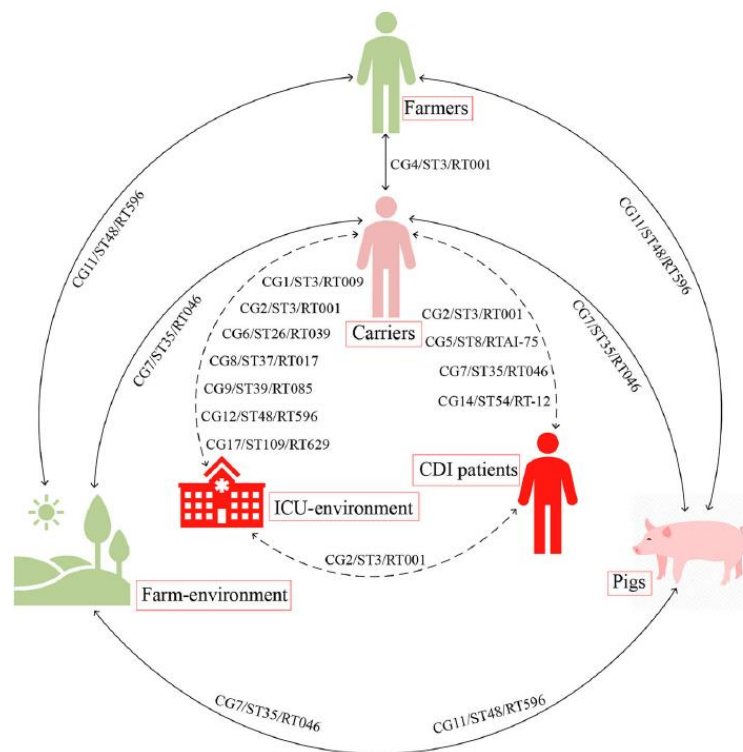 Farmers
CG4/ST3/RT001
CG11/ST48/RT596
CG11/ST48/RT596
CG7/ST35/RT046
CG7/ST35/RT046
Carriers
CG1/ST3/RT009
CG2/ST3/RT001
CG6/ST26/RT039
CG8/ST37/RT017
CG9/ST39/RT085
CG12/ST48/RT596
CG17/ST109/RT629
CG2/ST3/RT001
CG5/ST8/RTAI-75
CG7/ST35/RT046
CG14/ST54/RT-12
CDI patients
ICU-environment
CG2/ST3/RT001
Farm-environment
Pigs
CG7/ST35/RT046
CG11/ST48/RT596